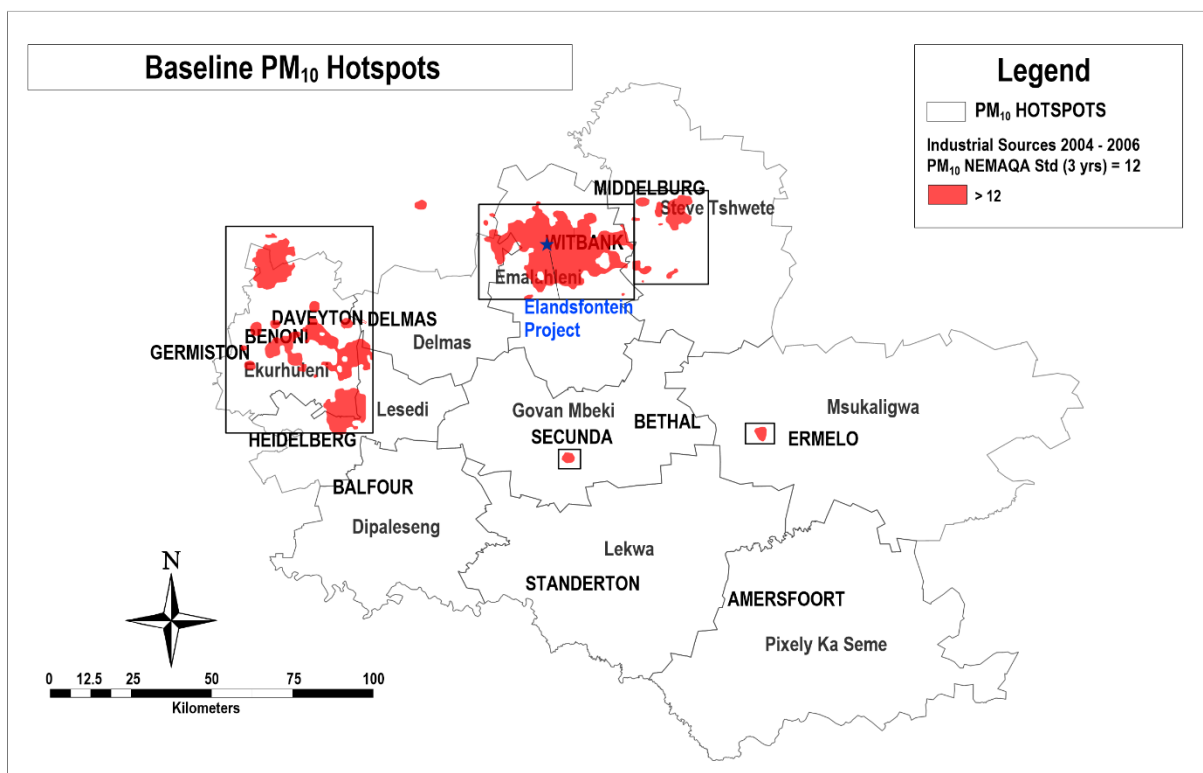 Baseline PM₁₀ Hotspots
Legend
PM₁₀ HOTSPOTS
Industrial Sources 2004 - 2006
PM₁₀ NEMAQA Std (3 yrs) = 12
> 12
MIDDELBURG
Steve Tshwete
WITBANK
Emalahleni
Elandsfontein
Project
DAVEYTON
DELMAS
BENONI
Delmas
GERMISTON
Ekurhuleni
Lesedi
HEIDELBERG
Govan Mbeki
BETHAL
SECUNDA
Msukaligwa
ERMELO
BALFOUR
Dipaleseng
Lekwa
STANDERTON
AMERSFOORT
Pixely Ka Seme
N
0 12.5 25 50 75 100
Kilometers